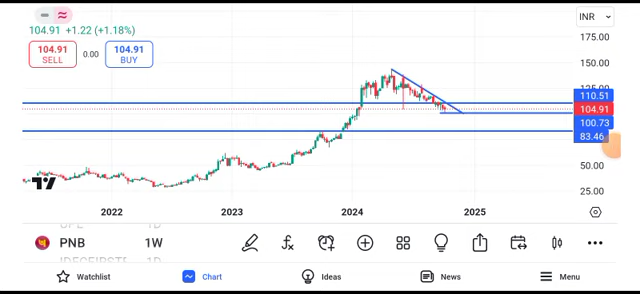 INR
104.91 +1.22 (+1.18%)
104.91
SELL
0.00
104.91
BUY
175.00
150.00
125.00
110.51
104.91
100.73
83.46
50.00
25.00
2022
2023
2024
2025
PNB
1W
Watchlist
Chart
Ideas
News
Menu